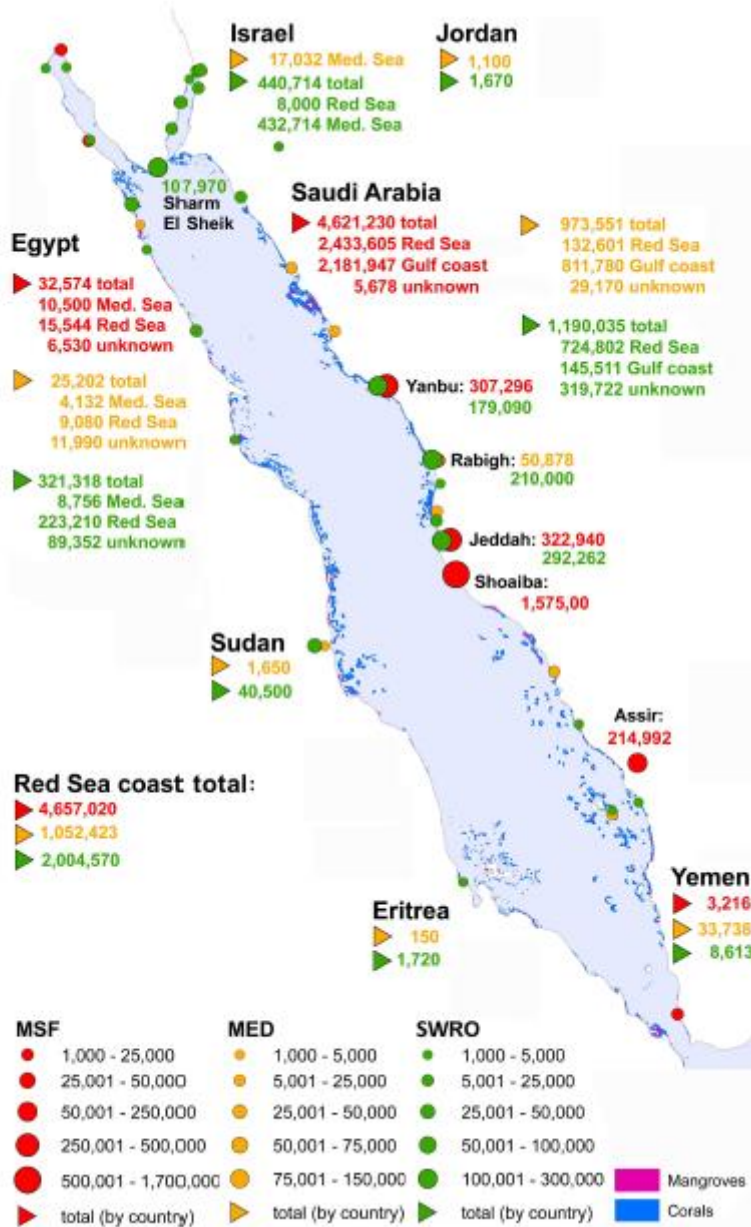 Israel
17,032 Med. Sea
440,714 total
8,000 Red Sea
432,714 Med. Sea
Jordan
1,100
1,670
107,970
Sharm
El Sheik
Saudi Arabia
4,621,230 total
2,433,605 Red Sea
2,181,947 Gulf coast
5,678 unknown
973,551 total
132,601 Red Sea
811,780 Gulf coast
29,170 unknown
1,190,035 total
724,802 Red Sea
145,511 Gulf coast
319,722 unknown
Egypt
32,574 total
10,500 Med. Sea
15,544 Red Sea
6,530 unknown
25,202 total
4,132 Med. Sea
9,080 Red Sea
11,990 unknown
321,318 total
8,756 Med. Sea
223,210 Red Sea
89,352 unknown
Yanbu: 307,296
179,090
Rabigh: 50,878
210,000
Jeddah: 322,940
292,262
Shoaiba:
1,575,00
Sudan
1,650
40,500
Assir:
214,992
Red Sea coast total:
4,657,020
1,052,423
2,004,570
Eritrea
150
1,720
Yemen
3,216
33,738
8,613
MSF
1,000 - 25,000
25,001 - 50,000
50,001 - 250,000
250,001 - 500,000
500,001 - 1,700,000
total (by country)
MED
1,000 - 5,000
5,001 - 25,000
25,001 - 50,000
50,001 - 75,000
75,001 - 150,000
total (by country)
SWRO
1,000 - 5,000
5,001 - 25,000
25,001 - 50,000
50,001 - 100,000
100,001 - 300,000
total (by country)
Mangroves
Corals